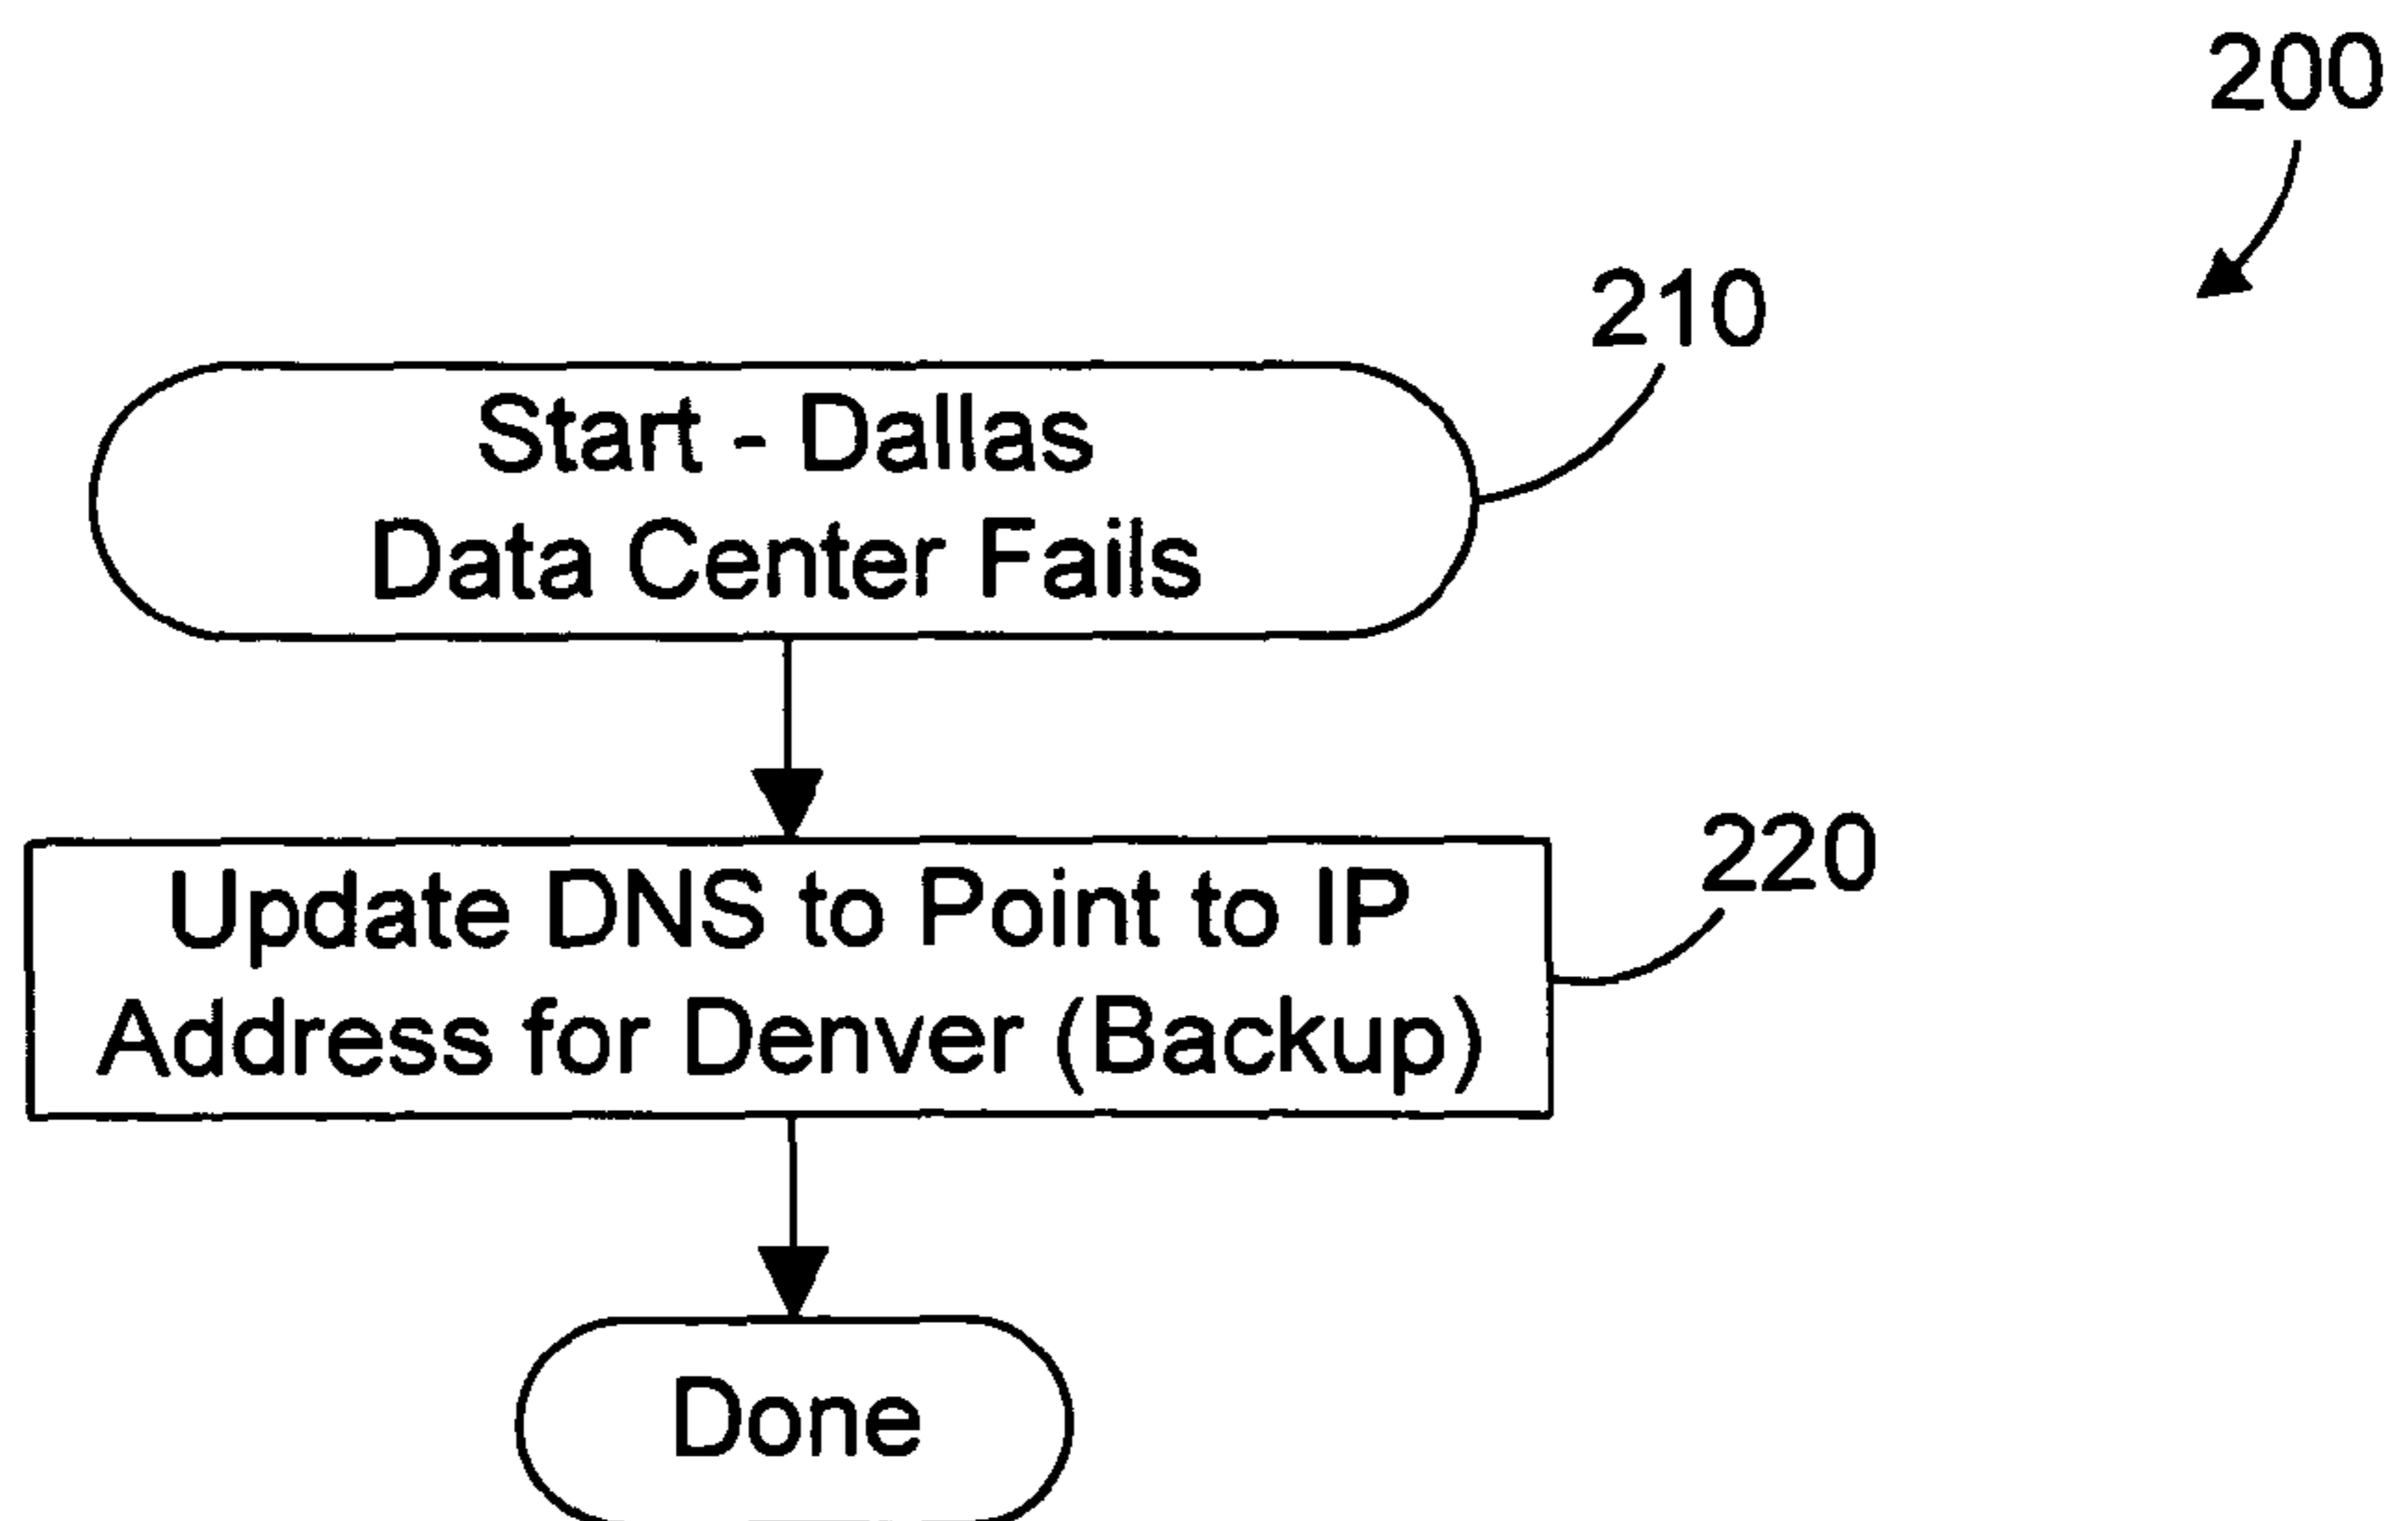 200
210
Start - Dallas
Data Center Fails
220
Update DNS to Point to IP
Address for Denver (Backup)
Done